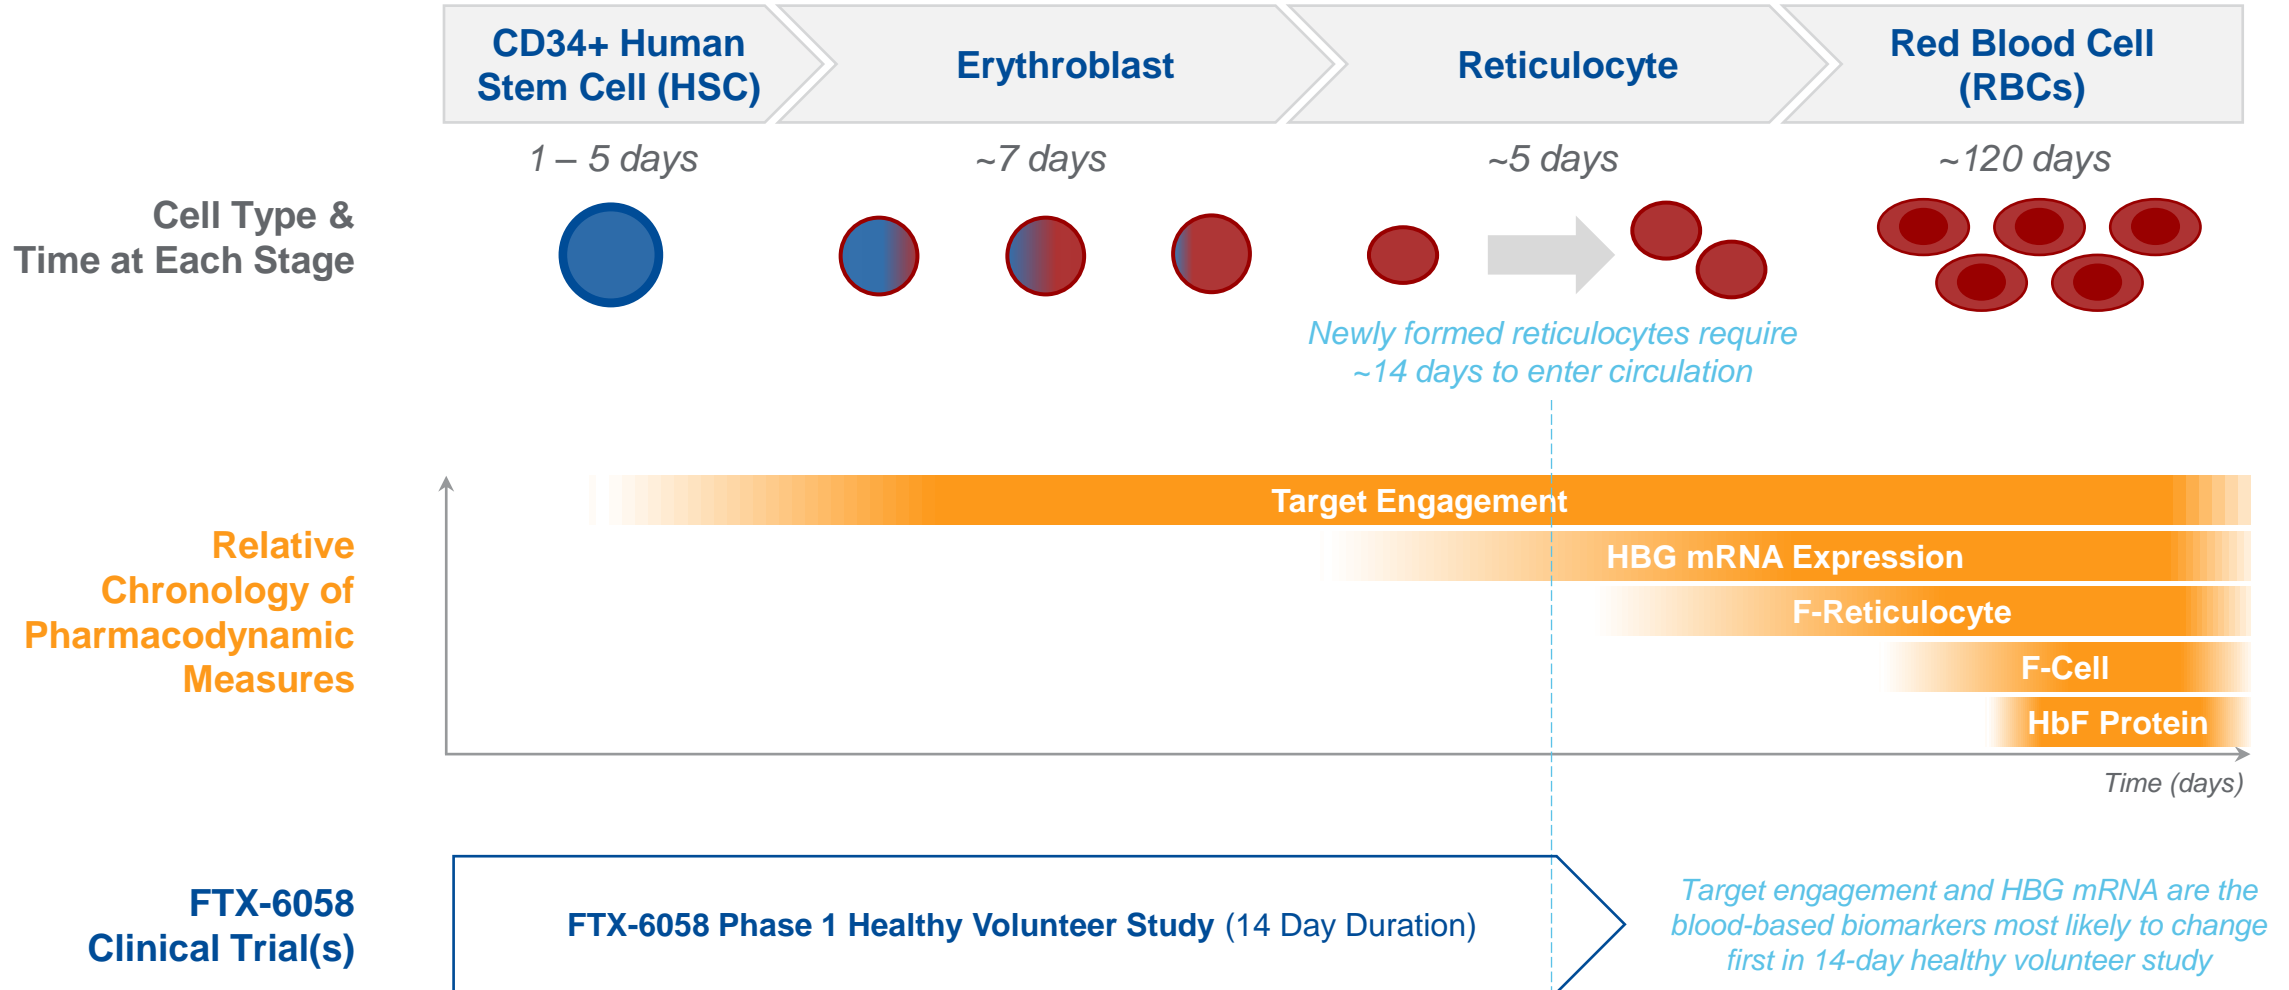 CD34+ Human
Stem Cell (HSC)
Erythroblast
Reticulocyte
Red Blood Cell
(RBCs)
1 – 5 days
~7 days
~5 days
~120 days
Cell Type &
Time at Each Stage
Newly formed reticulocytes require
~14 days to enter circulation
Relative
Chronology of
Pharmacodynamic
Measures
Target Engagement
HBG mRNA Expression
F-Reticulocyte
F-Cell
HbF Protein
Time (days)
FTX-6058
Clinical Trial(s)
FTX-6058 Phase 1 Healthy Volunteer Study (14 Day Duration)
Target engagement and HBG mRNA are the
blood-based biomarkers most likely to change
first in 14-day healthy volunteer study